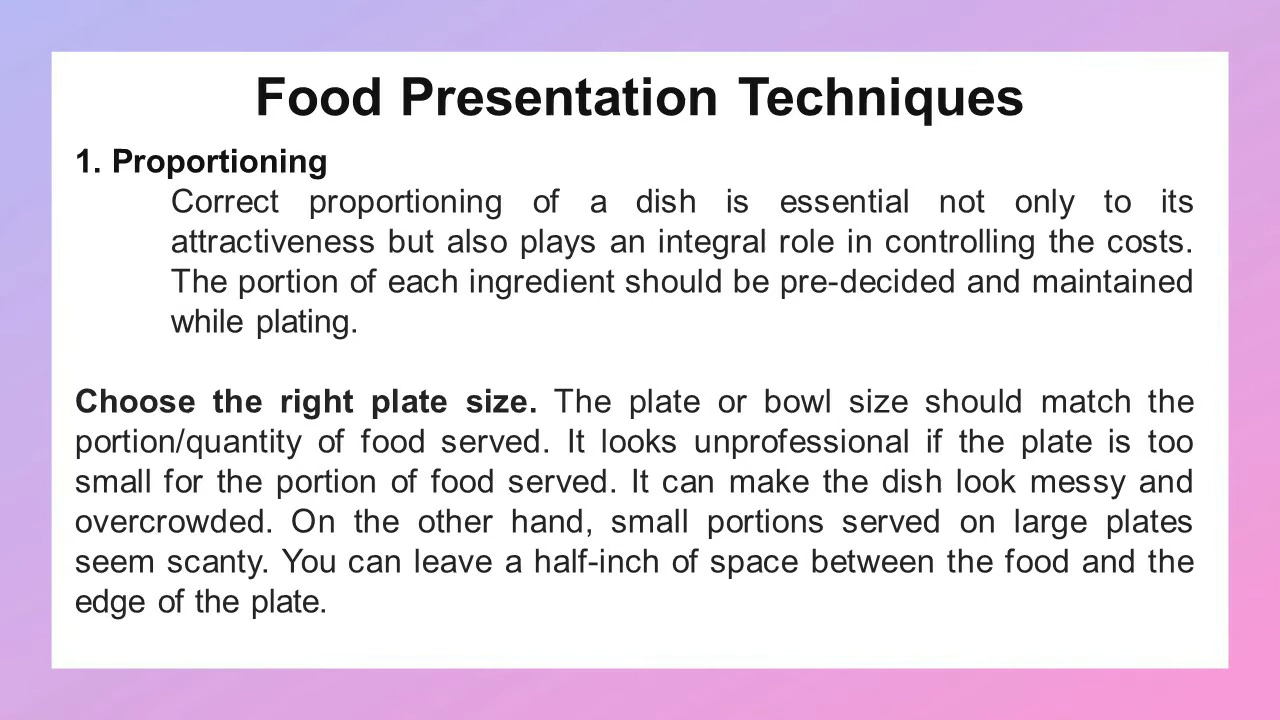 Food Presentation Techniques
1. Proportioning
Correct proportioning of a dish is essential not only to its
attractiveness but also plays an integral role in controlling the costs.
The portion of each ingredient should be pre-decided and maintained
while plating.
Choose the right plate size. The plate or bowl size should match the
portion/quantity of food served. It looks unprofessional if the plate is too
small for the portion of food served. It can make the dish look messy and
overcrowded. On the other hand, small portions served on large plates
seem scanty. You can leave a half-inch of space between the food and the
edge of the plate.